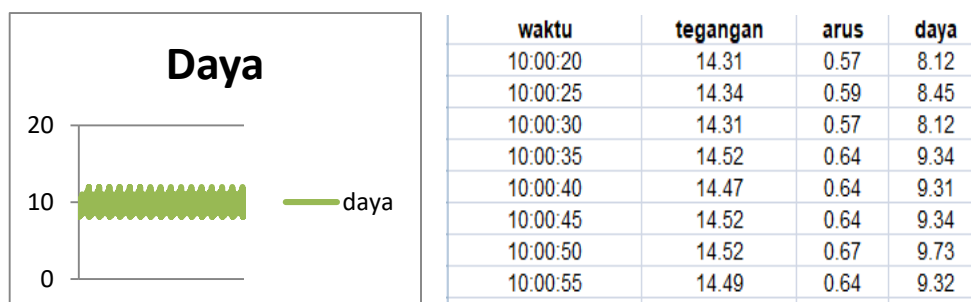 Daya
20
10
0
daya
waktu tegangan arus daya
10:00:20 14.31 0.57 8.12
10:00:25 14.34 0.59 8.45
10:00:30 14.31 0.57 8.12
10:00:35 14.52 0.64 9.34
10:00:40 14.47 0.64 9.31
10:00:45 14.52 0.64 9.34
10:00:50 14.52 0.67 9.73
10:00:55 14.49 0.64 9.32